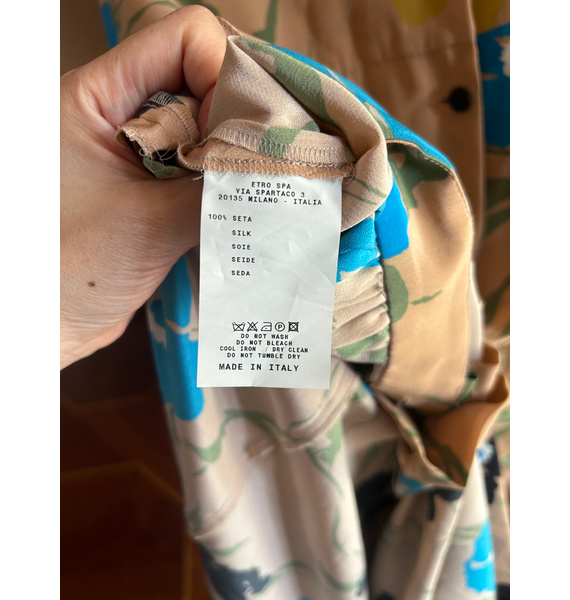 ETRO SPA
VIA SPARTACO 3
20135 MILANO - ITALIA
100% SETA
SILK
SOIE
SEIDE
SEDA
DO NOT WASH
DO NOT BLEACH
COOL IRON / DRY CLEAN
DO NOT TUMBLE DRY
MADE IN ITALY